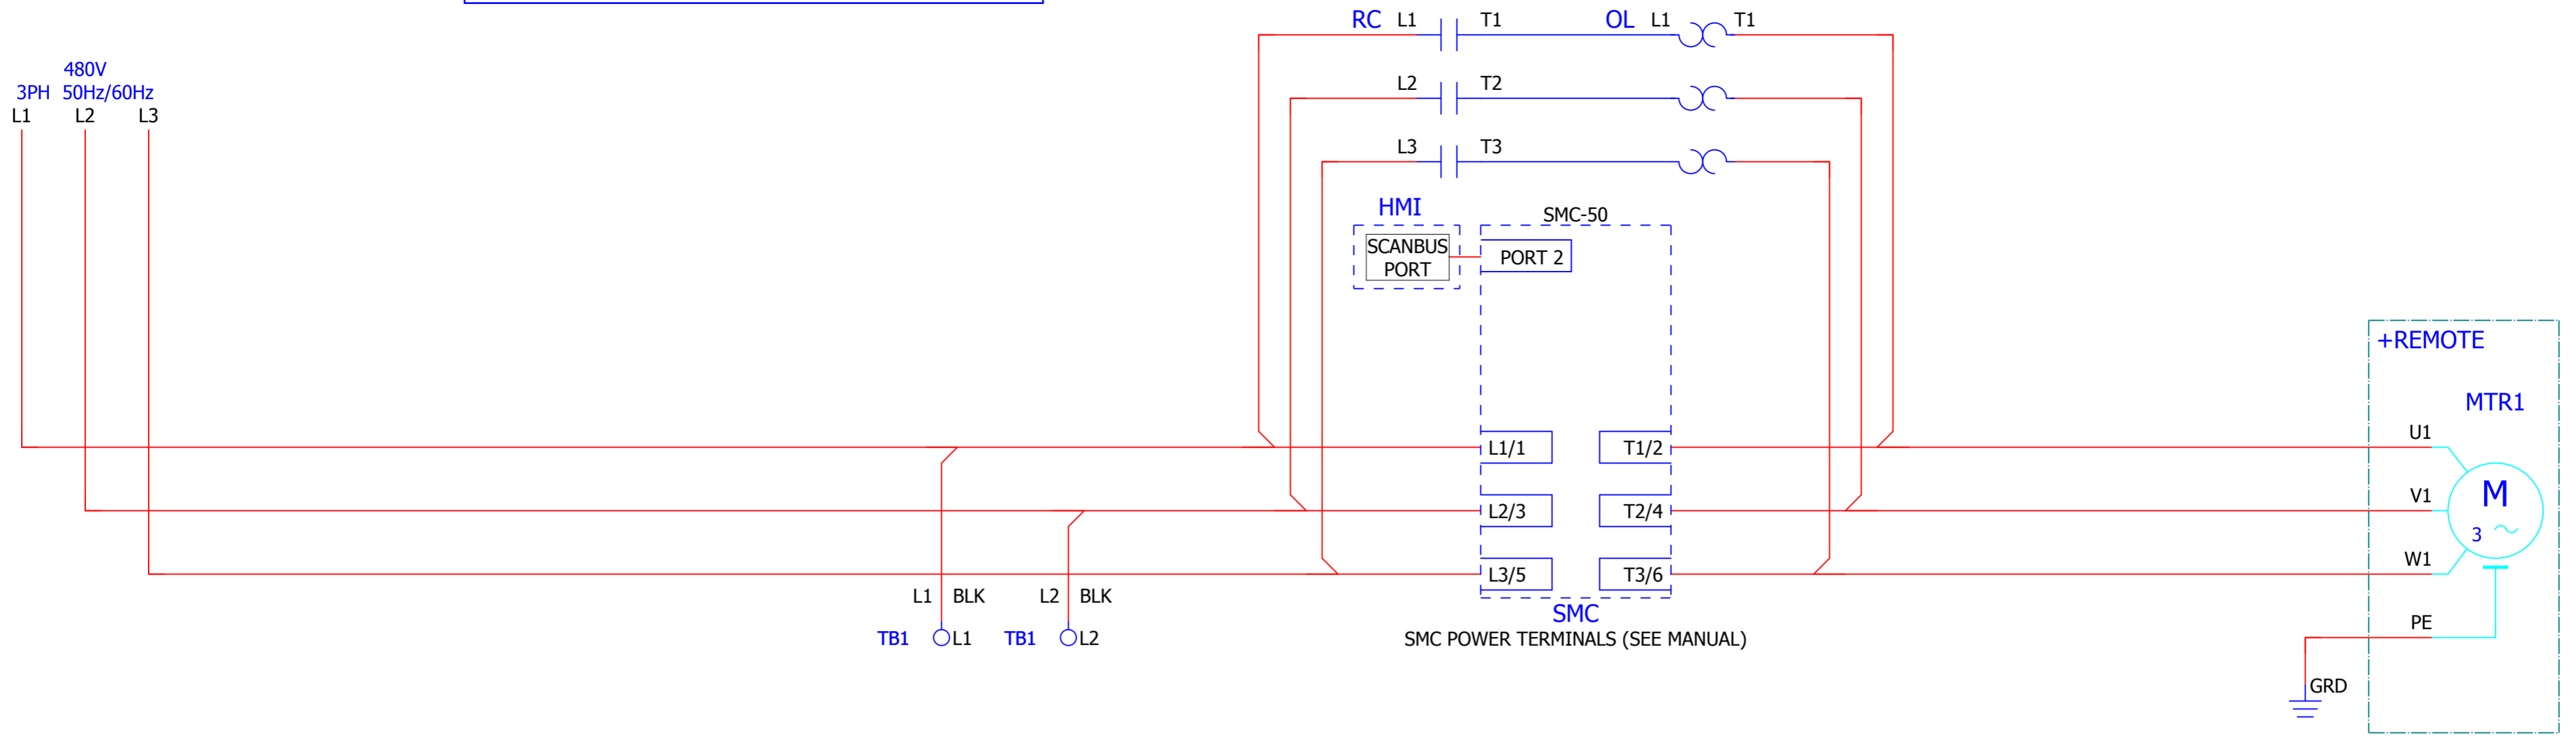 RC L1 T1 OL L1 T1
480V
3PH 50Hz/60Hz
L1 L2 L3
L2 T2
L3 T3
HMI
SMC-50
SCANBUS
PORT
PORT 2
+REMOTE
MTR1
U1
L1/1 T1/2
V1
M
3
L2/3 T2/4
W1
L3/5 T3/6
L1 BLK L2 BLK
SMC
PE
TB1 L1 TB1 L2
SMC POWER TERMINALS (SEE MANUAL)
GRD